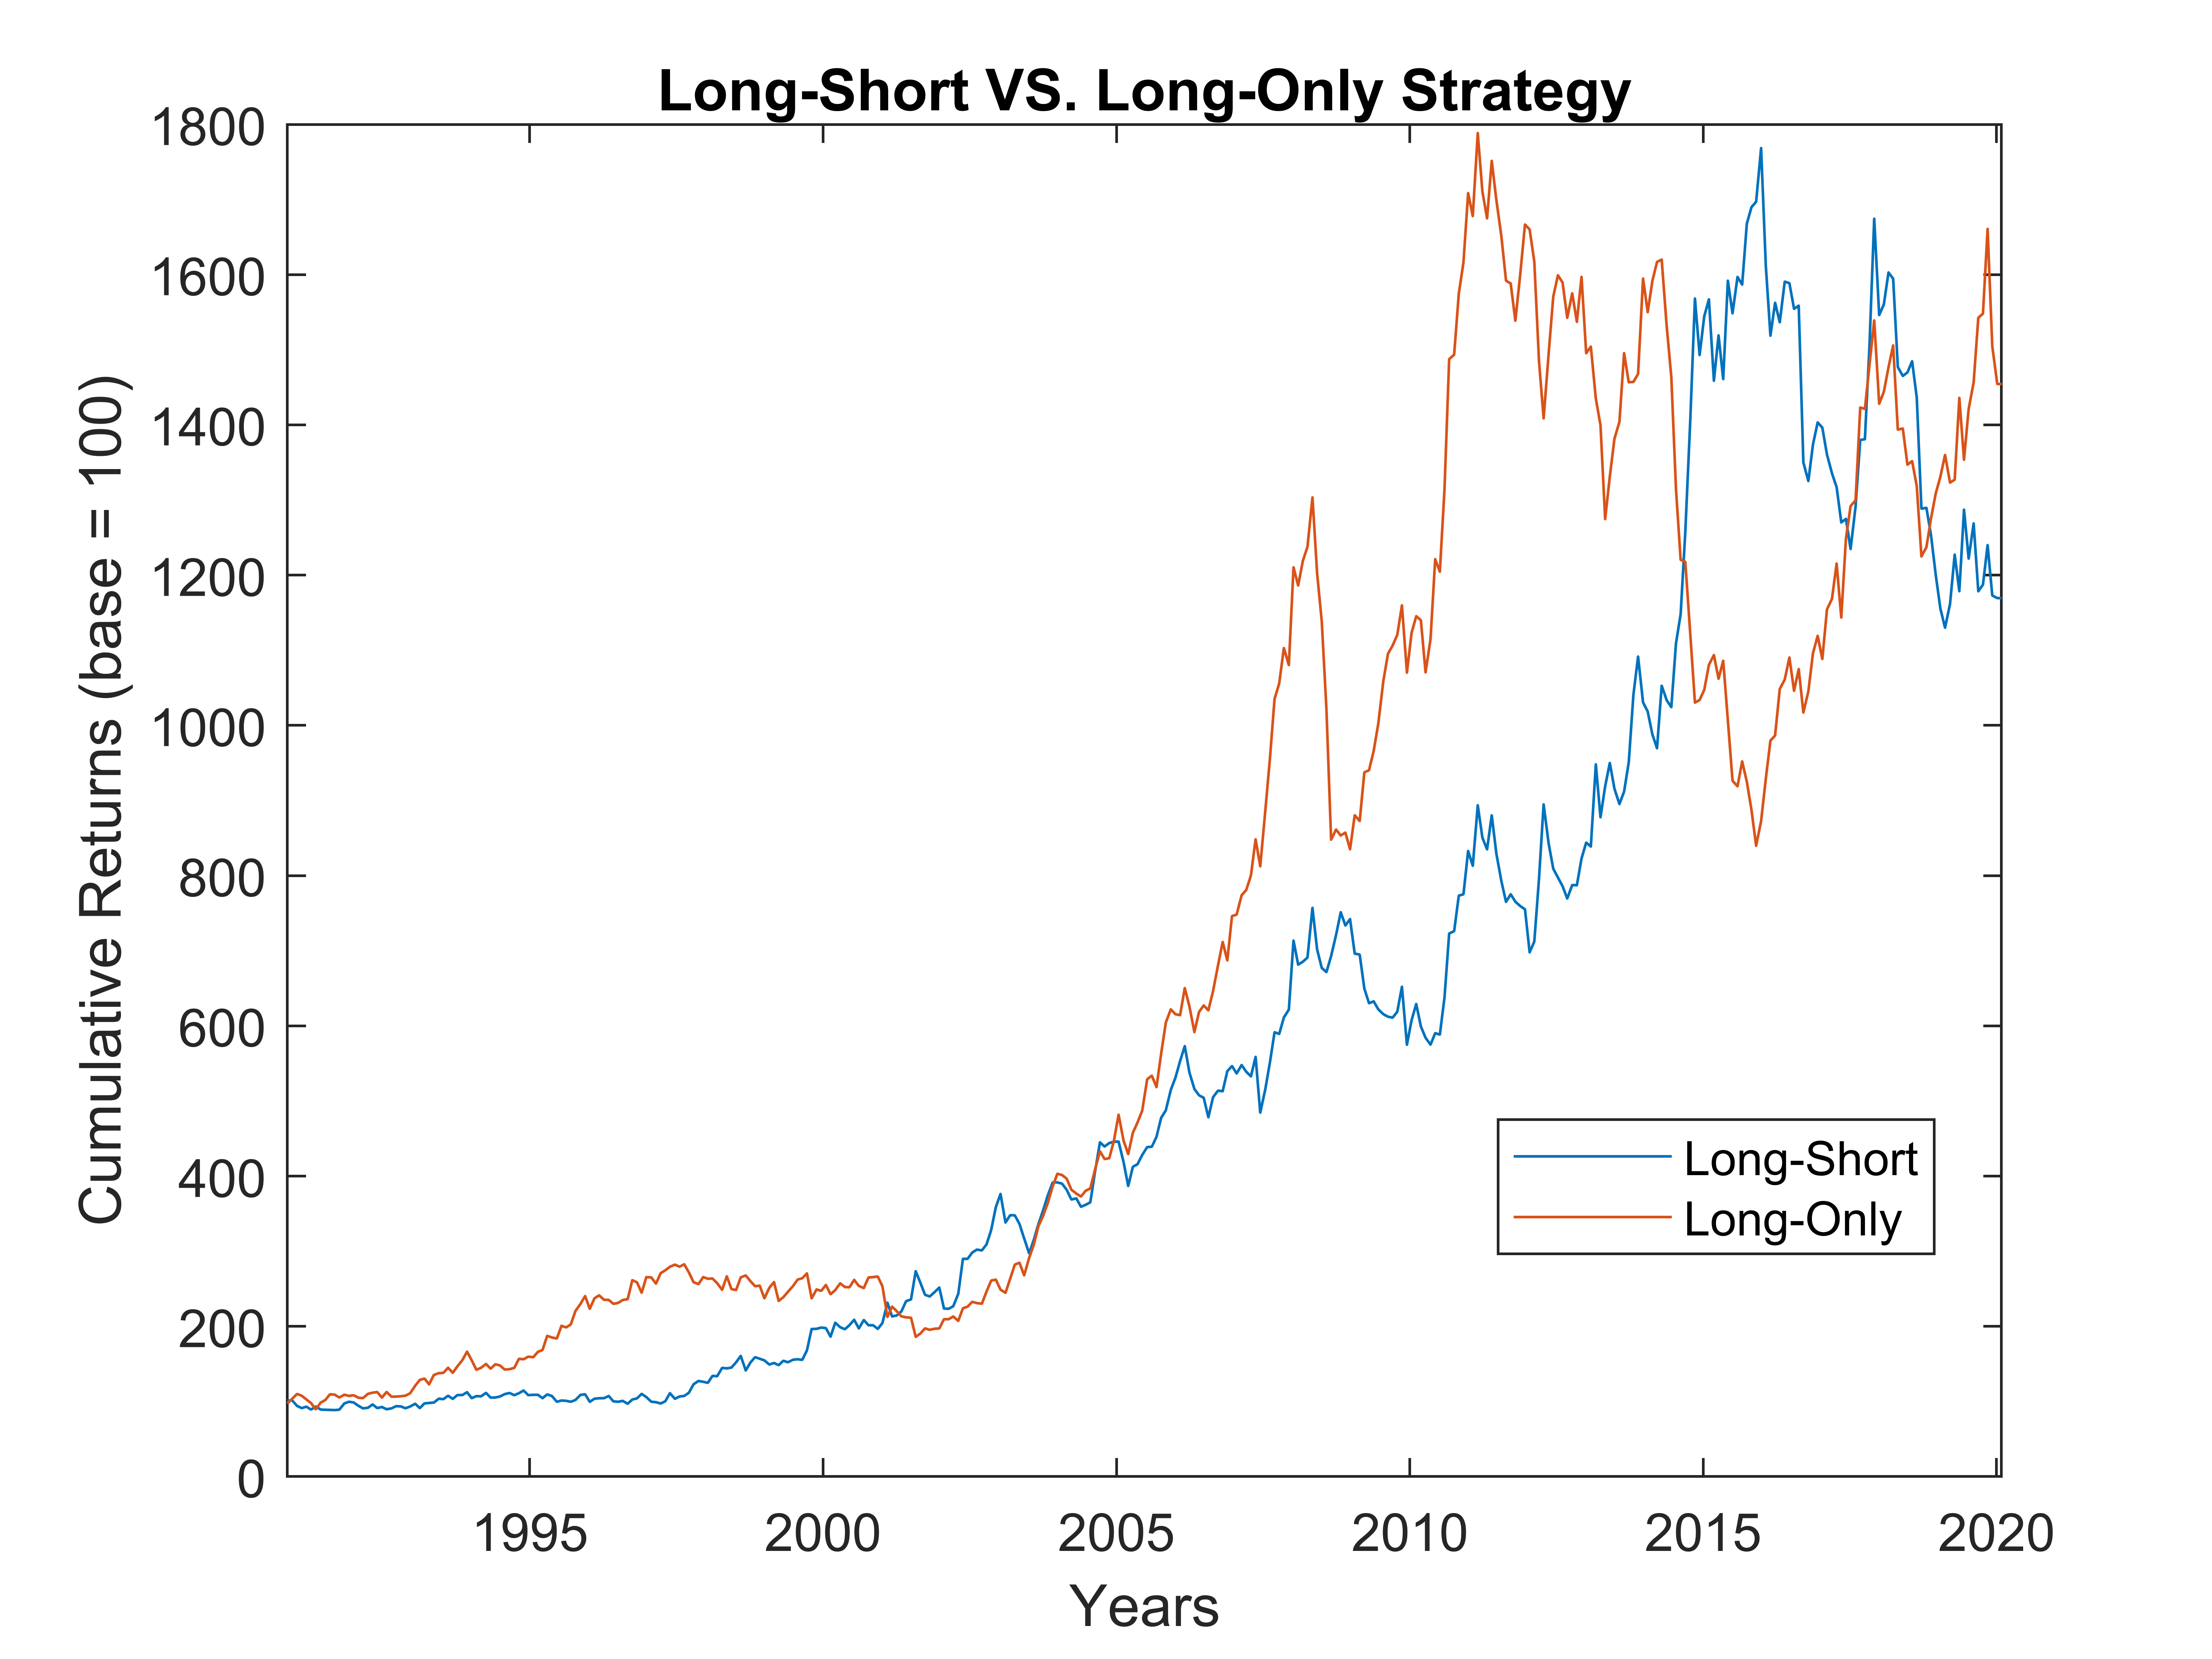 Long-Short VS. Long-Only Strategy
1800
1600
1400
1200
1000
800
600
400
200
0
Cumulative Returns (base = 100)
Long-Short
Long-Only
1995 2000 2005 2010 2015 2020
Years